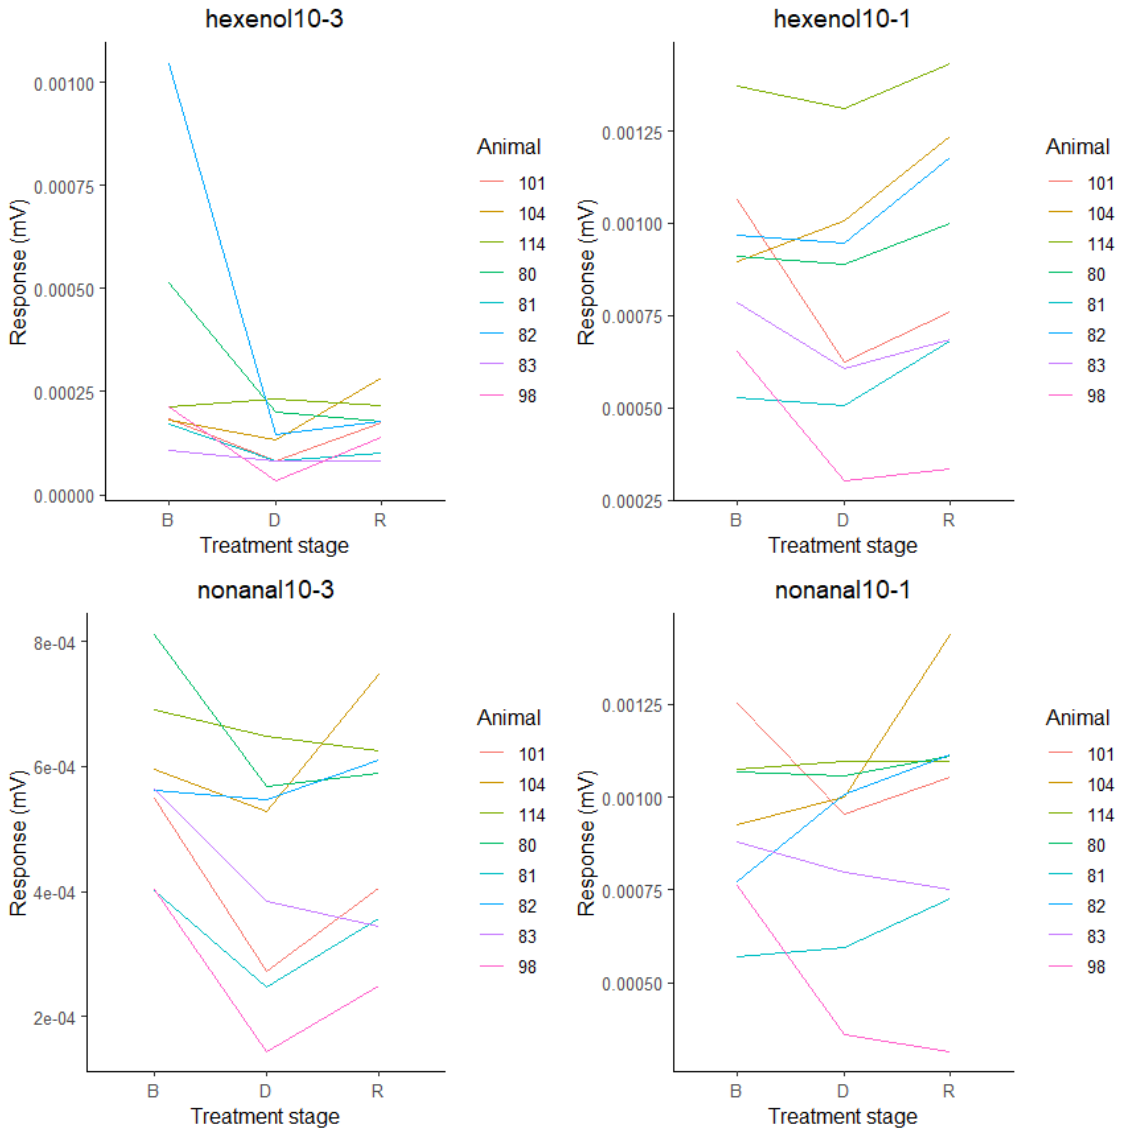 hexenol10-3
Response (mV)
0.00100
0.00075
0.00050
0.00025
0.00000
B D R
Treatment stage
Animal
101
104
114
80
81
82
83
98
hexenol10-1
Response (mV)
0.00125
0.00100
0.00075
0.00050
0.00025
B D R
Treatment stage
Animal
101
104
114
80
81
82
83
98
nonanal10-3
Response (mV)
8e-04
6e-04
4e-04
2e-04
B D R
Treatment stage
Animal
101
104
114
80
81
82
83
98
nonanal10-1
Response (mV)
0.00125
0.00100
0.00075
0.00050
B D R
Treatment stage
Animal
101
104
114
80
81
82
83
98